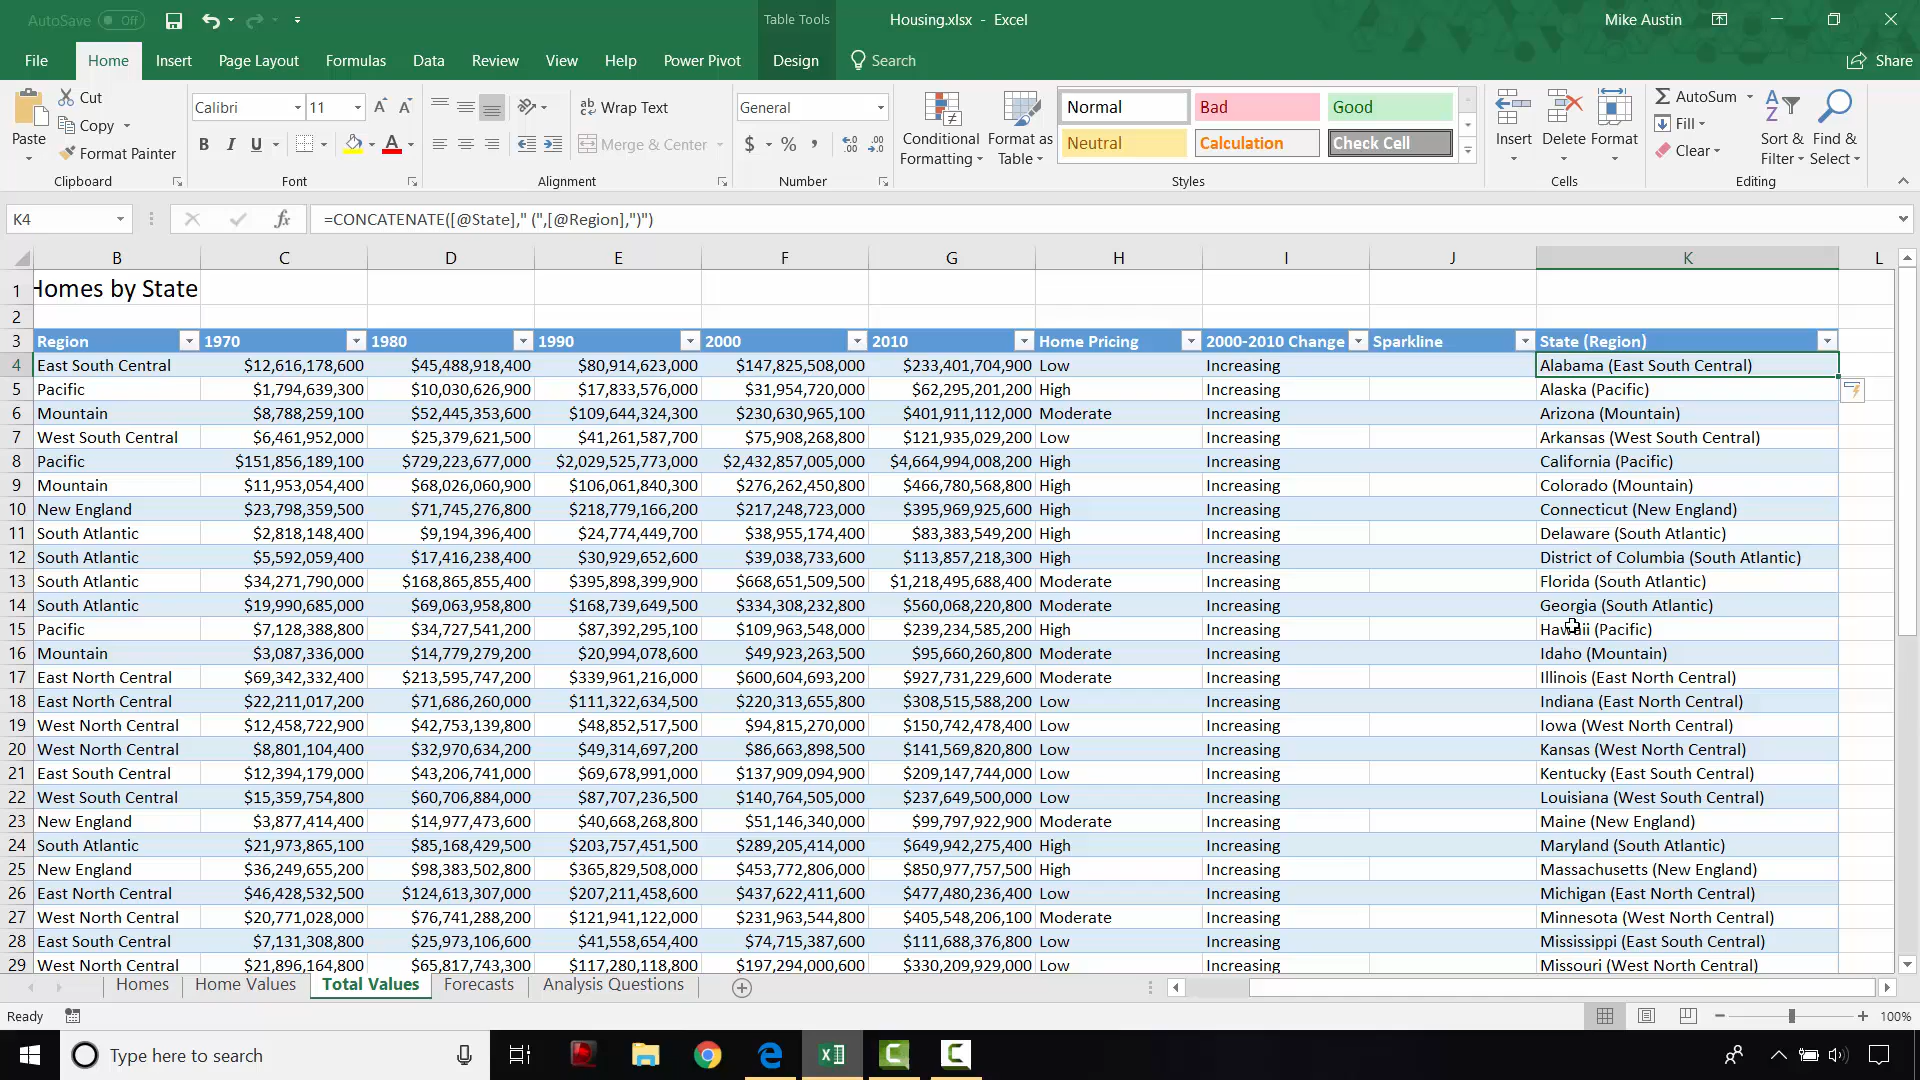 AutoSave Off
Table Tools
Housing.xlsx - Excel
Mike Austin
File Home Insert Page Layout Formulas Data Review View Help Power Pivot Design Search Share
Cut
Copy
Format Painter
Paste
Clipboard
Calibri 11
B I U
Font
Wrap Text
Merge & Center
Alignment
General
$ % ,
Number
Conditional Formatting
Format as Table
Normal Bad Good
Neutral Calculation Check Cell
Styles
Insert Delete Format
Cells
AutoSum
Fill
Clear
Sort & Filter
Find & Select
Editing
K4 fx =CONCATENATE([@State]," (",[@Region],")")
B C D E F G H I J K L
1 Homes by State
2
3 Region 1970 1980 1990 2000 2010 Home Pricing 2000-2010 Change Sparkline State (Region)
4 East South Central $12,616,178,600 $45,488,918,400 $80,914,623,000 $147,825,508,000 $233,401,704,900 Low Increasing Alabama (East South Central)
5 Pacific $1,794,639,300 $10,030,626,900 $17,833,576,000 $31,954,720,000 $62,295,201,200 High Increasing Alaska (Pacific)
6 Mountain $8,788,259,100 $52,445,353,600 $109,644,324,300 $230,630,965,100 $401,911,112,000 Moderate Increasing Arizona (Mountain)
7 West South Central $6,461,952,000 $25,379,621,500 $41,261,587,700 $75,908,268,800 $121,935,029,200 Low Increasing Arkansas (West South Central)
8 Pacific $151,856,189,100 $729,223,677,000 $2,029,525,773,000 $2,432,857,005,000 $4,664,994,008,200 High Increasing California (Pacific)
9 Mountain $11,953,054,400 $68,026,060,900 $106,061,840,300 $276,262,450,800 $466,780,568,800 High Increasing Colorado (Mountain)
10 New England $23,798,359,500 $71,745,276,800 $218,779,166,200 $217,248,723,000 $395,969,925,600 High Increasing Connecticut (New England)
11 South Atlantic $2,818,148,400 $9,194,396,400 $24,774,449,700 $38,955,174,400 $83,383,549,200 High Increasing Delaware (South Atlantic)
12 South Atlantic $5,592,059,400 $17,416,238,400 $30,929,652,600 $39,038,733,600 $113,857,218,300 High Increasing District of Columbia (South Atlantic)
13 South Atlantic $34,271,790,000 $168,865,855,400 $395,898,399,900 $668,651,509,500 $1,218,495,688,400 Moderate Increasing Florida (South Atlantic)
14 South Atlantic $19,990,685,000 $69,063,958,800 $168,739,649,500 $334,308,232,800 $560,068,220,800 Moderate Increasing Georgia (South Atlantic)
15 Pacific $7,128,388,800 $34,727,541,200 $87,392,295,100 $109,963,548,000 $239,234,585,200 High Increasing Hawaii (Pacific)
16 Mountain $3,087,336,000 $14,779,279,200 $20,994,078,600 $49,923,263,500 $95,660,260,800 Moderate Increasing Idaho (Mountain)
17 East North Central $69,342,332,400 $213,595,747,200 $339,961,216,000 $600,604,693,200 $927,731,229,600 Moderate Increasing Illinois (East North Central)
18 East North Central $22,211,017,200 $71,686,260,000 $111,322,634,500 $220,313,655,800 $308,515,588,200 Low Increasing Indiana (East North Central)
19 West North Central $12,458,722,900 $42,753,139,800 $48,852,517,500 $94,815,270,000 $150,742,478,400 Low Increasing Iowa (West North Central)
20 West North Central $8,801,104,400 $32,970,634,200 $49,314,697,200 $86,663,898,500 $141,569,820,800 Low Increasing Kansas (West North Central)
21 East South Central $12,394,179,000 $43,206,741,000 $69,678,991,000 $137,909,094,900 $209,147,744,000 Low Increasing Kentucky (East South Central)
22 West South Central $15,359,754,800 $60,706,884,000 $87,707,236,500 $140,764,505,000 $237,649,500,000 Low Increasing Louisiana (West South Central)
23 New England $3,877,414,400 $14,977,473,600 $40,668,268,800 $51,146,340,000 $99,797,922,900 Moderate Increasing Maine (New England)
24 South Atlantic $21,973,865,100 $85,168,429,500 $203,757,451,500 $289,205,414,000 $649,942,275,400 High Increasing Maryland (South Atlantic)
25 New England $36,249,655,200 $98,383,502,800 $365,829,508,000 $453,772,806,000 $850,977,757,500 High Increasing Massachusetts (New England)
26 East North Central $46,428,532,500 $124,613,307,000 $207,211,458,600 $437,622,411,600 $477,480,236,400 Low Increasing Michigan (East North Central)
27 West North Central $20,771,028,000 $76,741,288,200 $121,941,122,000 $231,963,544,800 $405,548,206,100 Moderate Increasing Minnesota (West North Central)
28 East South Central $7,131,308,800 $25,973,106,600 $41,558,654,400 $74,715,387,600 $111,688,376,800 Low Increasing Mississippi (East South Central)
29 West North Central $21,896,164,800 $65,817,743,300 $117,280,118,800 $197,294,000,600 $330,209,929,000 Low Increasing Missouri (West North Central)
Homes Home Values Total Values Forecasts Analysis Questions
Ready 100%
Type here to search